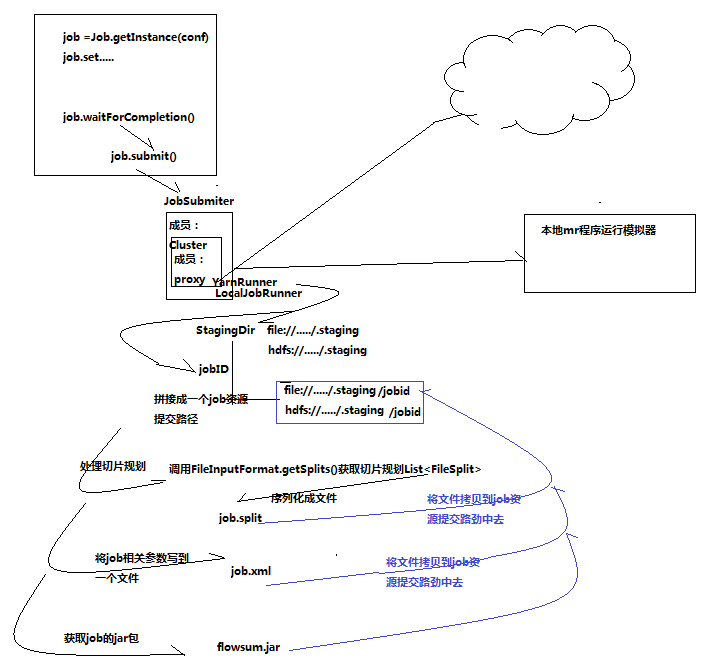 job =Job.getInstance(conf)
job.set.....
job.waitForCompletion()
job.submit()
JobSubmiter
成员：
Cluster
成员：
proxy
YarnRunner
LocalJobRunner
本地mr程序运行模拟器
StagingDir
file://...../.staging
hdfs://...../.staging
jobID
拼接成一个job资源
提交路径
file://...../.staging /jobid
hdfs://...../.staging /jobid
处理切片规划
调用FileInputFormat.getSplits()获取切片规划List<FileSplit>
序列化成文件
job.split
将文件拷贝到job资
源提交路劲中去
将job相关参数写到
一个文件
job.xml
将文件拷贝到job资
源提交路劲中去
获取job的jar包
flowsum.jar